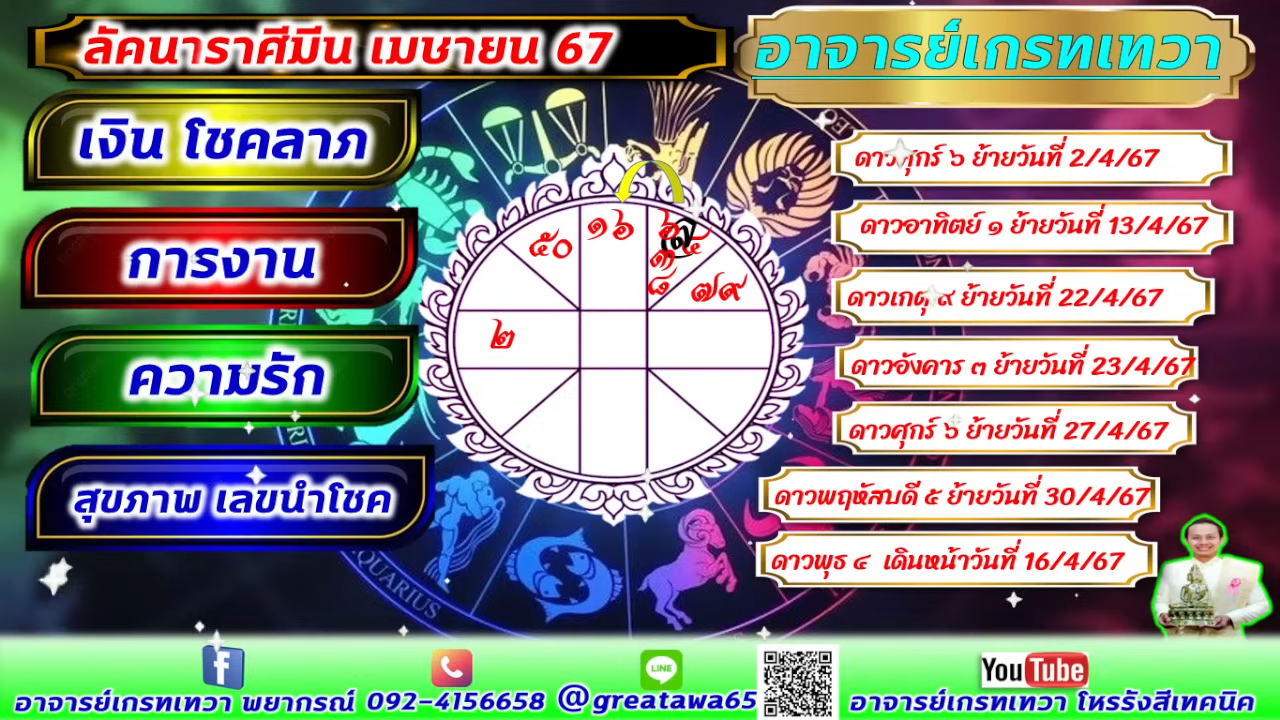 ลัคนาราศีมีน เมษายน 67
อาจารย์เกรทเทวา
เงิน โชคลาภ
การงาน
ความรัก
สุขภาพ เลขนำโชค
ดาวศุกร์ ๖ ย้ายวันที่ 2/4/67
ดาวอาทิตย์ ๑ ย้ายวันที่ 13/4/67
ดาวเกตุ ๙ ย้ายวันที่ 22/4/67
ดาวอังคาร ๓ ย้ายวันที่ 23/4/67
ดาวศุกร์ ๖ ย้ายวันที่ 27/4/67
ดาวพฤหัสบดี ๕ ย้ายวันที่ 30/4/67
ดาวพุธ ๔ เดินหน้าวันที่ 16/4/67
๕๐
๑๖
๖
ล
๔
๓
๘
๗๙
๒
QUARIUS
f
LINE
YouTube
อาจารย์เกรทเทวา พยากรณ์ 092-4156658 @greatawa65
อาจารย์เกรทเทวา โหรรังสีเทคนิค